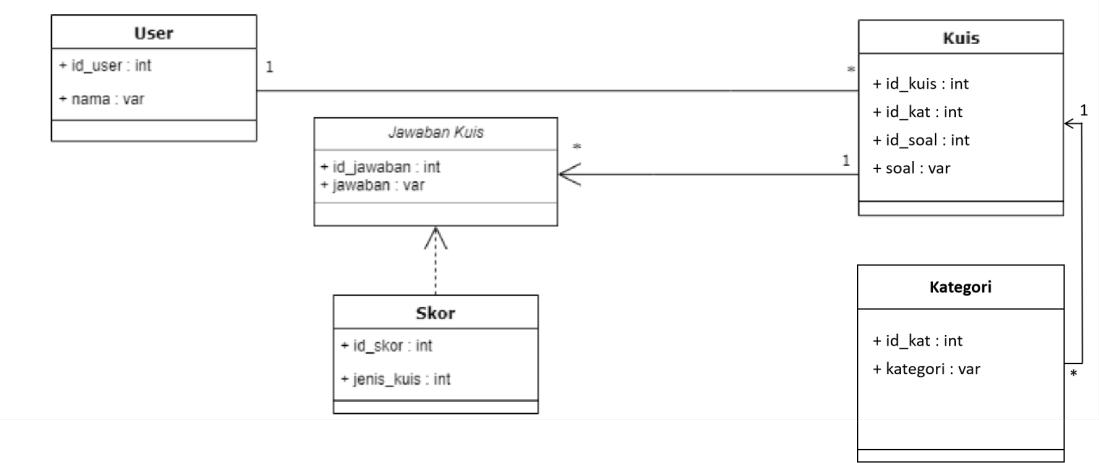 User
+ id_user : int
+ nama : var
1
*
Kuis
+ id_kuis : int
+ id_kat : int
+ id_soal : int
+ soal : var
Jawaban Kuis
+ id_jawaban : int
+ jawaban : var
*
1
1
*
Skor
+ id_skor : int
+ jenis_kuis : int
Kategori
+ id_kat : int
+ kategori : var